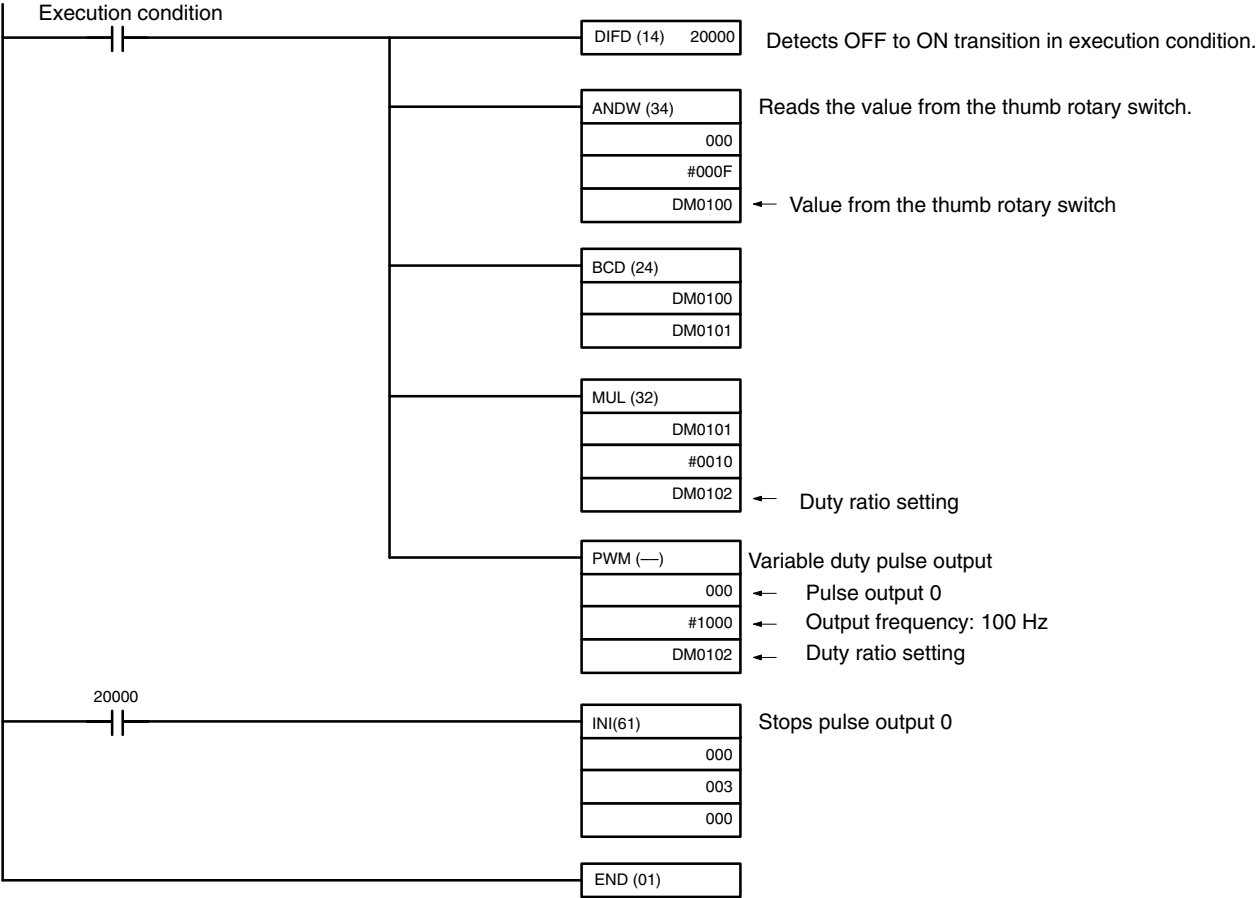 Execution condition
DIFD (14) 20000
Detects OFF to ON transition in execution condition.
ANDW (34)
Reads the value from the thumb rotary switch.
000
#000F
DM0100
Value from the thumb rotary switch
BCD (24)
DM0100
DM0101
MUL (32)
DM0101
#0010
DM0102
Duty ratio setting
PWM (––)
Variable duty pulse output
000
Pulse output 0
#1000
Output frequency: 100 Hz
DM0102
Duty ratio setting
20000
INI(61)
Stops pulse output 0
000
003
000
END (01)